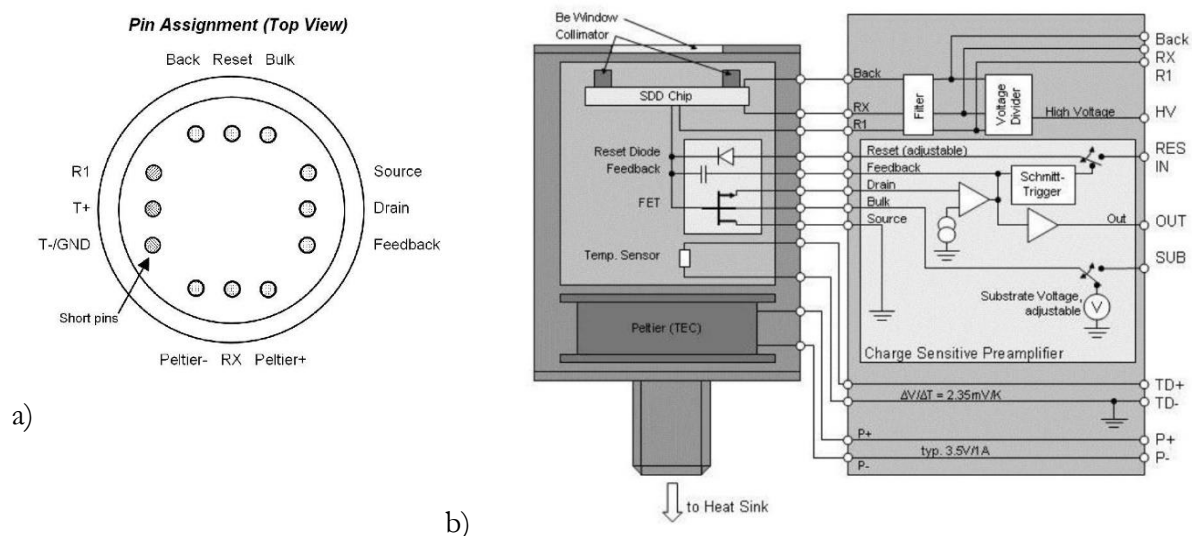 Pin Assignment (Top View)
Back Reset Bulk
R1
T+
T-/GND
Source
Drain
Feedback
Short pins
Peltier- RX Peltier+
a)
Be Window
Collimator
SDD Chip
Back
RX
R1
Filter
Voltage
Divider
High Voltage
Back
RX
R1
HV
Reset Diode
Feedback
FET
Temp. Sensor
Reset (adjustable)
Feedback
Drain
Bulk
Source
Schmitt-
Trigger
Out
RES
IN
OUT
SUB
Substrate Voltage,
adjustable
V
Peltier (TEC)
Charge Sensitive Preamplifier
ΔV/ΔT = 2.35mV/K
TD+
TD-
P+
typ. 3.5V/1A
P-
P+
P-
to Heat Sink
b)